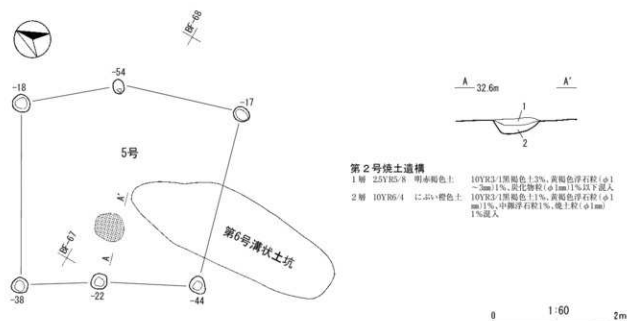 BF-68
-54
-18
-17
5号
A'
第6号溝状土坑
BF-67
A
-38
-22
-44
A 32.6m A'
1
2
第2号焼土遺構
1層 2.5YR5/8 明赤褐色土 10YR3/1黒褐色土3%、黄褐色浮石粒(φ1
~3mm)1%、炭化物粒(φ1mm)1%以下混入
2層 10YR6/4 にぶい橙色土 10YR3/1黒褐色土1%、黄褐色浮石粒(φ1
mm)1%、中掫浮石1%、焼土粒(φ1mm)
1%混入
1:60
0 2m